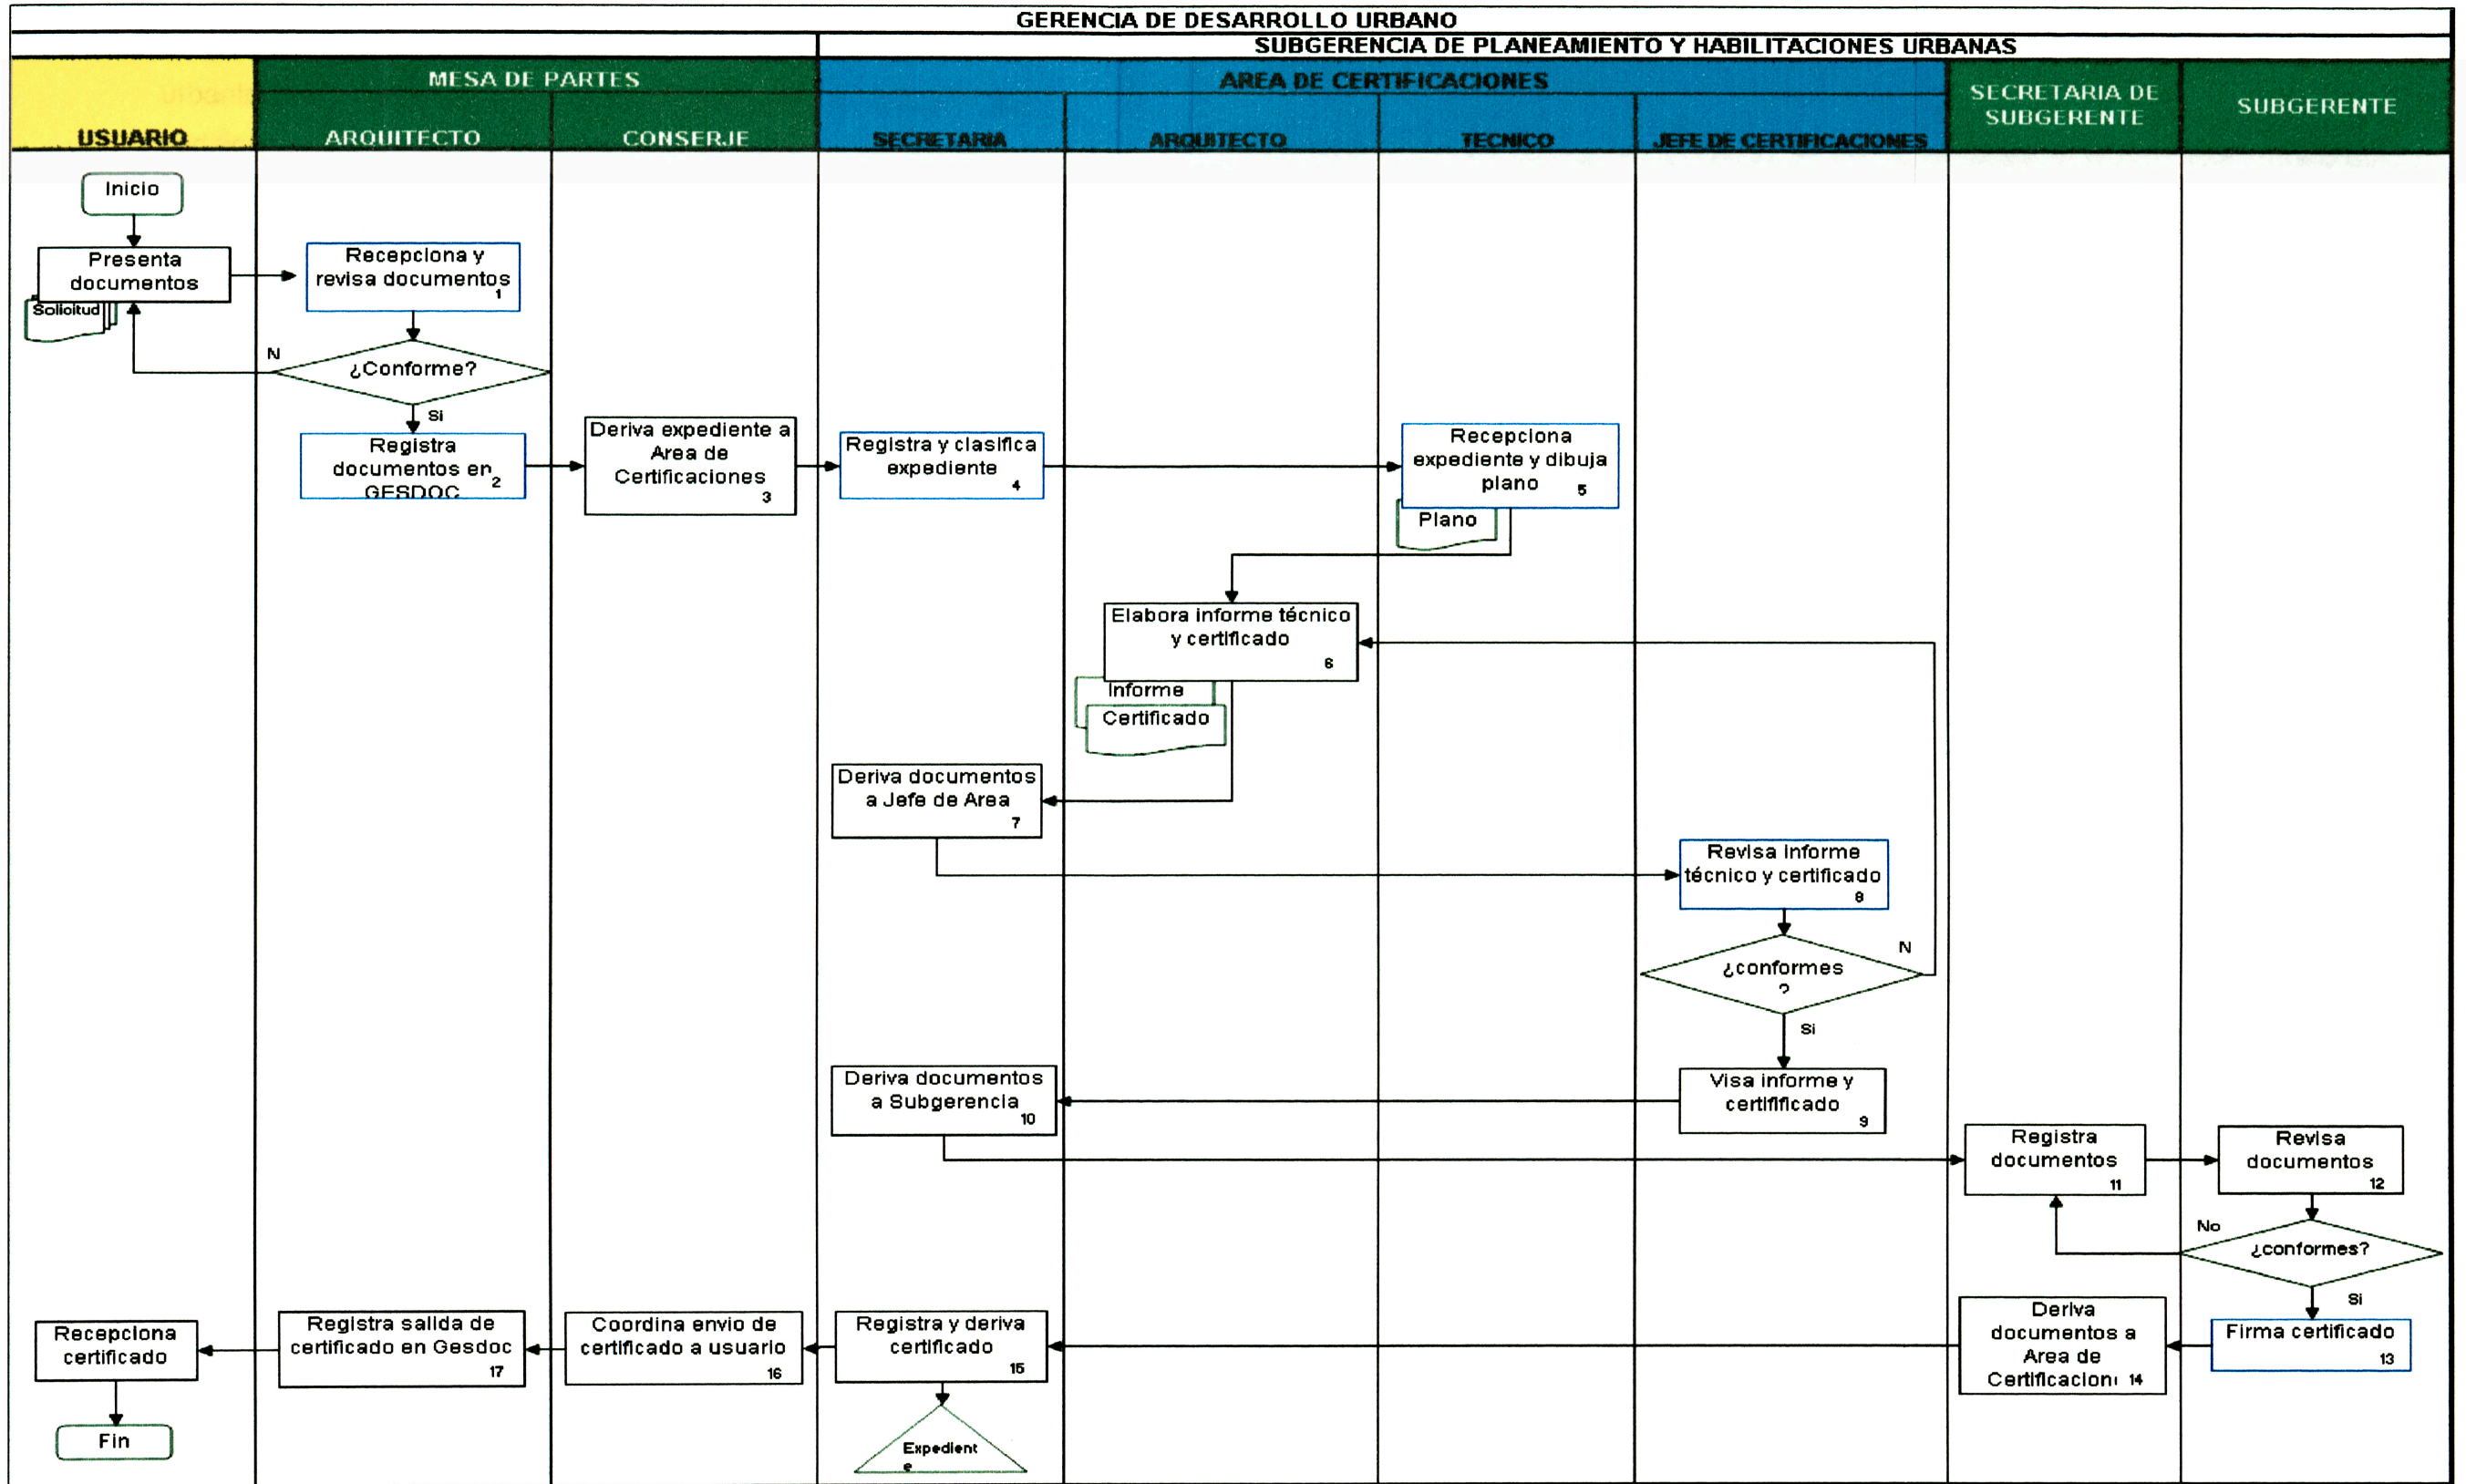 GERENCIA DE DESARROLLO URBANO
SUBGERENCIA DE PLANEAMIENTO Y HABILITACIONES URBANAS
MESA DE PARTES
AREA DE CERTIFICACIONES
SECRETARIA DE
SUBGERENTE
SUBGERENTE
USUARIO
ARQUITECTO
CONSERJE
SECRETARIA
ARQUITECTO
TECNICO
JEFE DE CERTIFICACIONES
Inicio
Presenta
documentos
Solicitud
Recepciona y
revisa documentos
1
¿Conforme?
N
Si
Registra
documentos en
GESDOC
2
Deriva expediente a
Area de
Certificaciones
3
Registra y clasifica
expediente
4
Recepciona
expediente y dibuja
plano
5
Plano
Elabora informe técnico
y certificado
6
Informe
Certificado
Deriva documentos
a Jefe de Area
7
Revisa informe
técnico y certificado
8
¿conformes
?
N
Si
Visa informe y
certifificado
9
Deriva documentos
a Subgerencia
10
Registra
documentos
11
Revisa
documentos
12
¿conformes?
No
Si
Firma certificado
13
Deriva
documentos a
Area de
Certificacion
14
Registra y deriva
certificado
15
Expedient
e
Coordina envio de
certificado a usuario
16
Registra salida de
certificado en Gesdoc
17
Recepciona
certificado
Fin